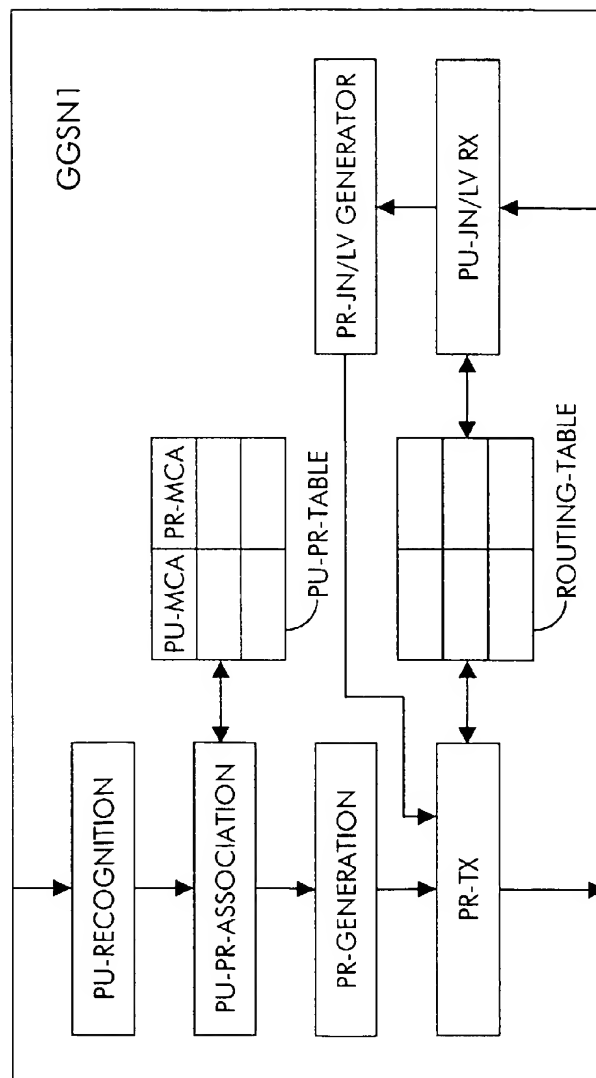 GGSN1
PU-RECOGNITION
PU-PR-ASSOCIATION
PU-MCA PR-MCA
PU-PR-TABLE
PR-GENERATION
PR-JN/LV GENERATOR
PR-TX
ROUTING-TABLE
PU-JN/LV RX